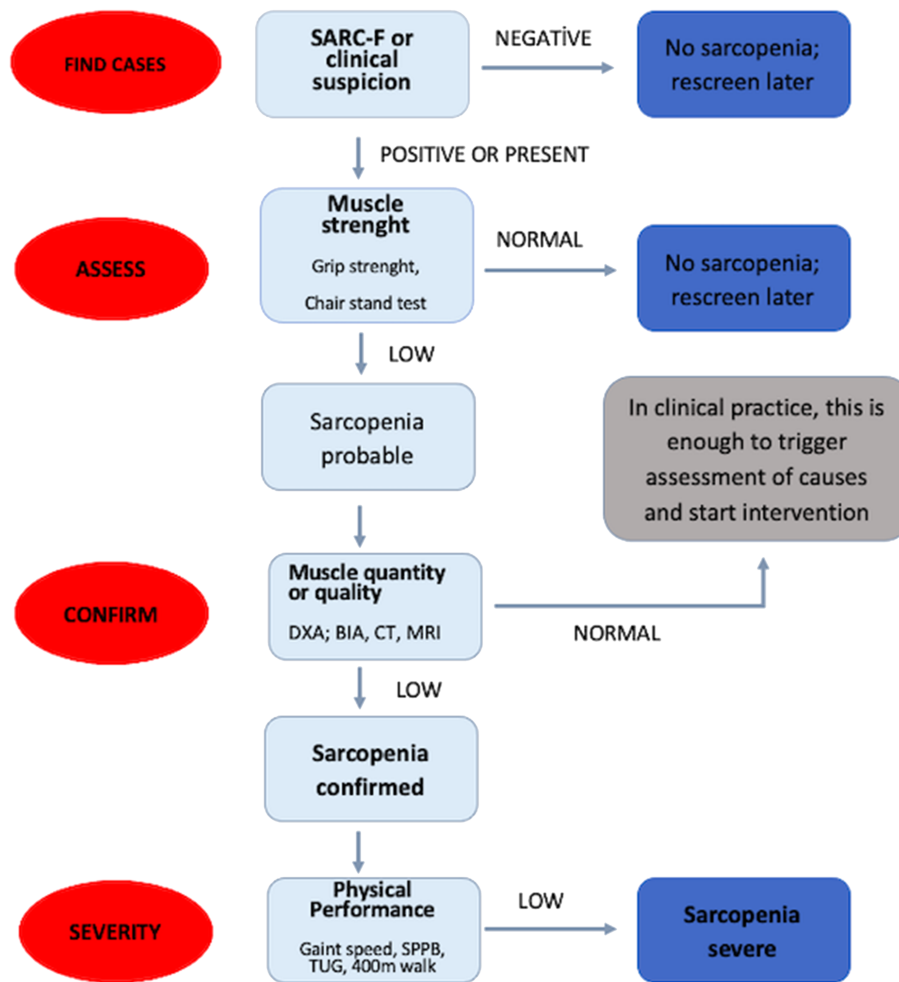 FIND CASES
SARC-F or
clinical
suspicion
NEGATİVE
No sarcopenia;
rescreen later
POSITIVE OR PRESENT
ASSESS
Muscle
strenght
Grip strenght,
Chair stand test
NORMAL
No sarcopenia;
rescreen later
LOW
Sarcopenia
probable
In clinical practice, this is
enough to trigger
assessment of causes
and start intervention
CONFIRM
Muscle quantity
or quality
DXA; BIA, CT, MRI
NORMAL
LOW
Sarcopenia
confirmed
SEVERITY
Physical
Performance
Gaint speed, SPPB,
TUG, 400m walk
LOW
Sarcopenia
severe